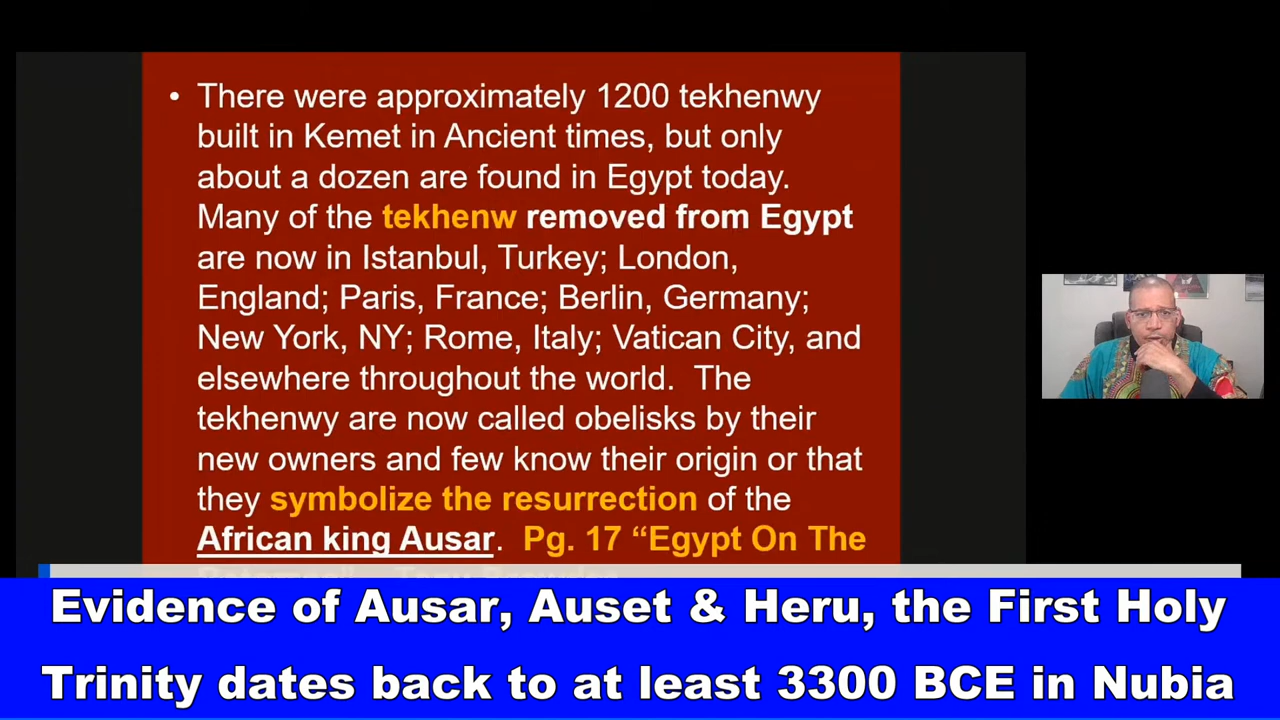 • There were approximately 1200 tekhenwy
built in Kemet in Ancient times, but only
about a dozen are found in Egypt today.
Many of the tekhenw removed from Egypt
are now in Istanbul, Turkey; London,
England; Paris, France; Berlin, Germany;
New York, NY; Rome, Italy; Vatican City, and
elsewhere throughout the world. The
tekhenwy are now called obelisks by their
new owners and few know their origin or that
they symbolize the resurrection of the
African king Ausar. Pg. 17 “Egypt On The
Evidence of Ausar, Auset & Heru, the First Holy
Trinity dates back to at least 3300 BCE in Nubia